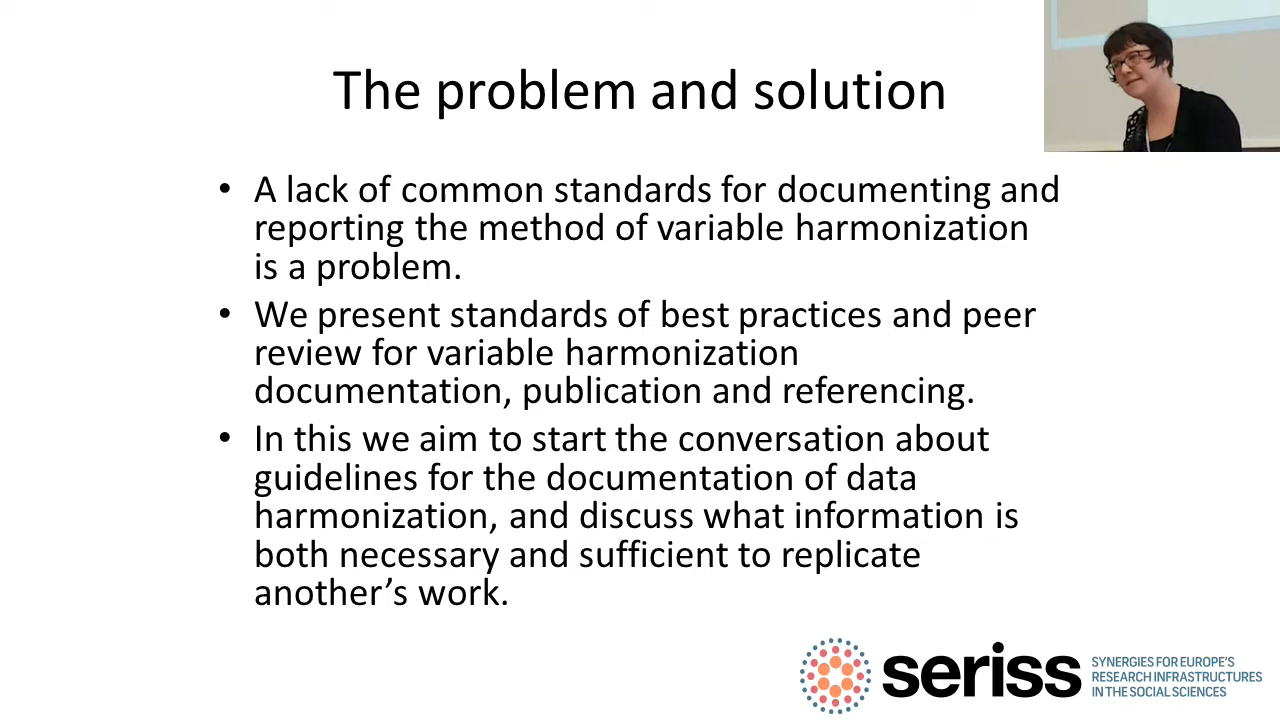 The problem and solution
• A lack of common standards for documenting and
reporting the method of variable harmonization
is a problem.
• We present standards of best practices and peer
review for variable harmonization
documentation, publication and referencing.
• In this we aim to start the conversation about
guidelines for the documentation of data
harmonization, and discuss what information is
both necessary and sufficient to replicate
another’s work.
seriss
SYNERGIES FOR EUROPE'S
RESEARCH INFRASTRUCTURES
IN THE SOCIAL SCIENCES